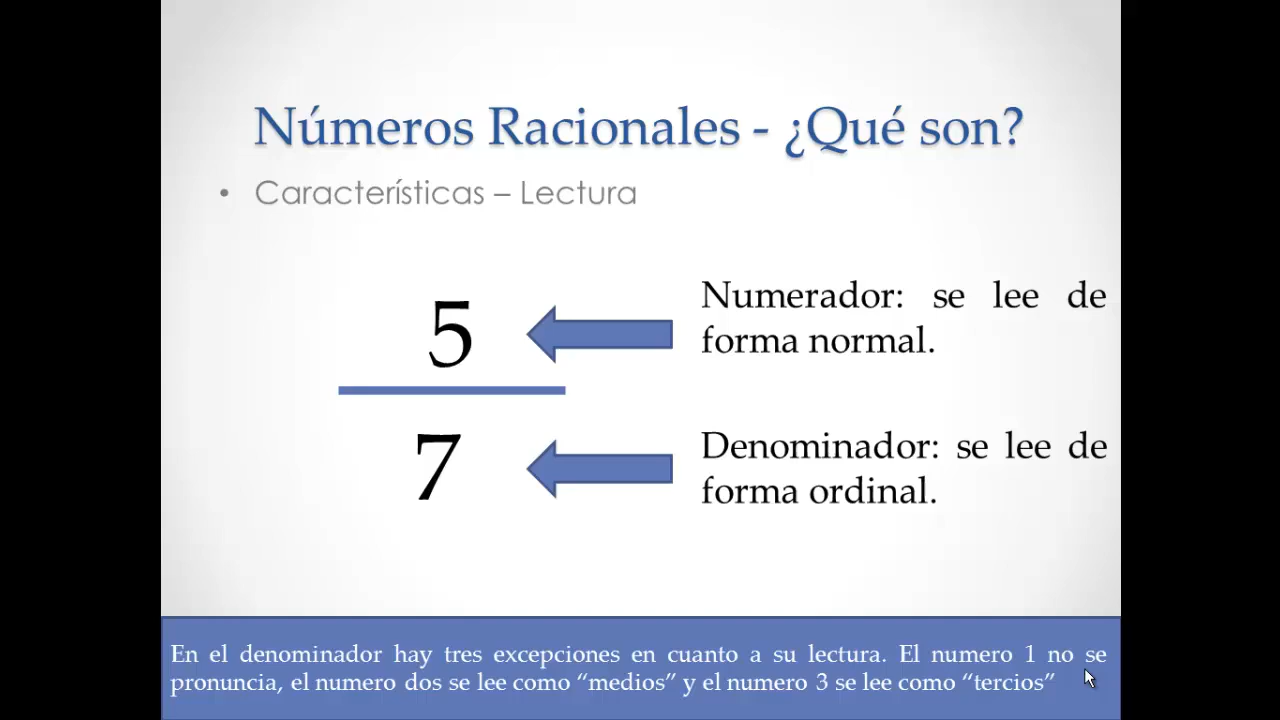 Números Racionales - ¿Qué son?
• Características – Lectura
5
Numerador: se lee de
forma normal.
7
Denominador: se lee de
forma ordinal.
En el denominador hay tres excepciones en cuanto a su lectura. El numero 1 no se
pronuncia, el numero dos se lee como “medios” y el numero 3 se lee como “tercios”